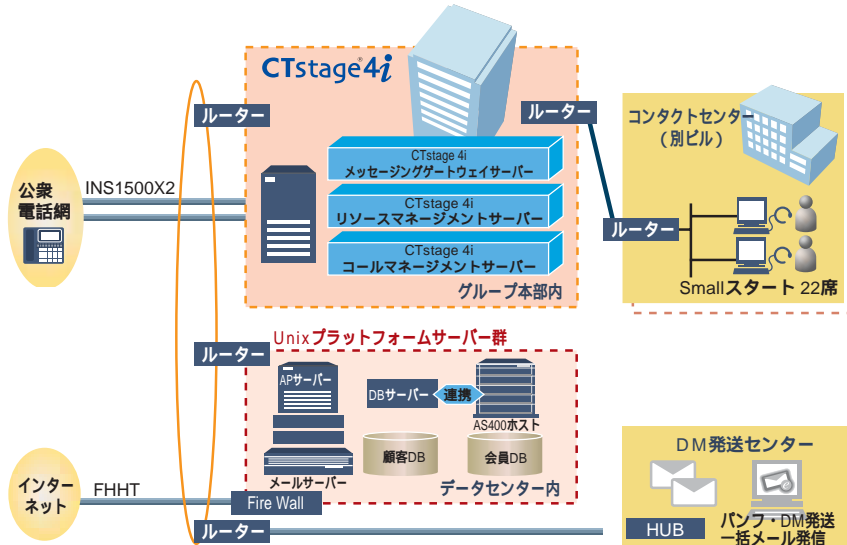 CTstage 4i
ルーター
ルーター
コンタクトセンター
（別ビル）
CTstage 4i
メッセージングゲートウェイサーバー
公衆
電話網
INS1500X2
CTstage 4i
リソースマネージメントサーバー
ルーター
CTstage 4i
コールマネージメントサーバー
グループ本部内
Smallスタート 22席
Unixプラットフォームサーバー群
ルーター
APサーバー
DBサーバー
連携
AS400ホスト
顧客DB
会員DB
メールサーバー
データセンター内
DM発送センター
インター
ネット
FHHT
Fire Wall
ルーター
HUB
パンフ・DM発送
一括メール発信